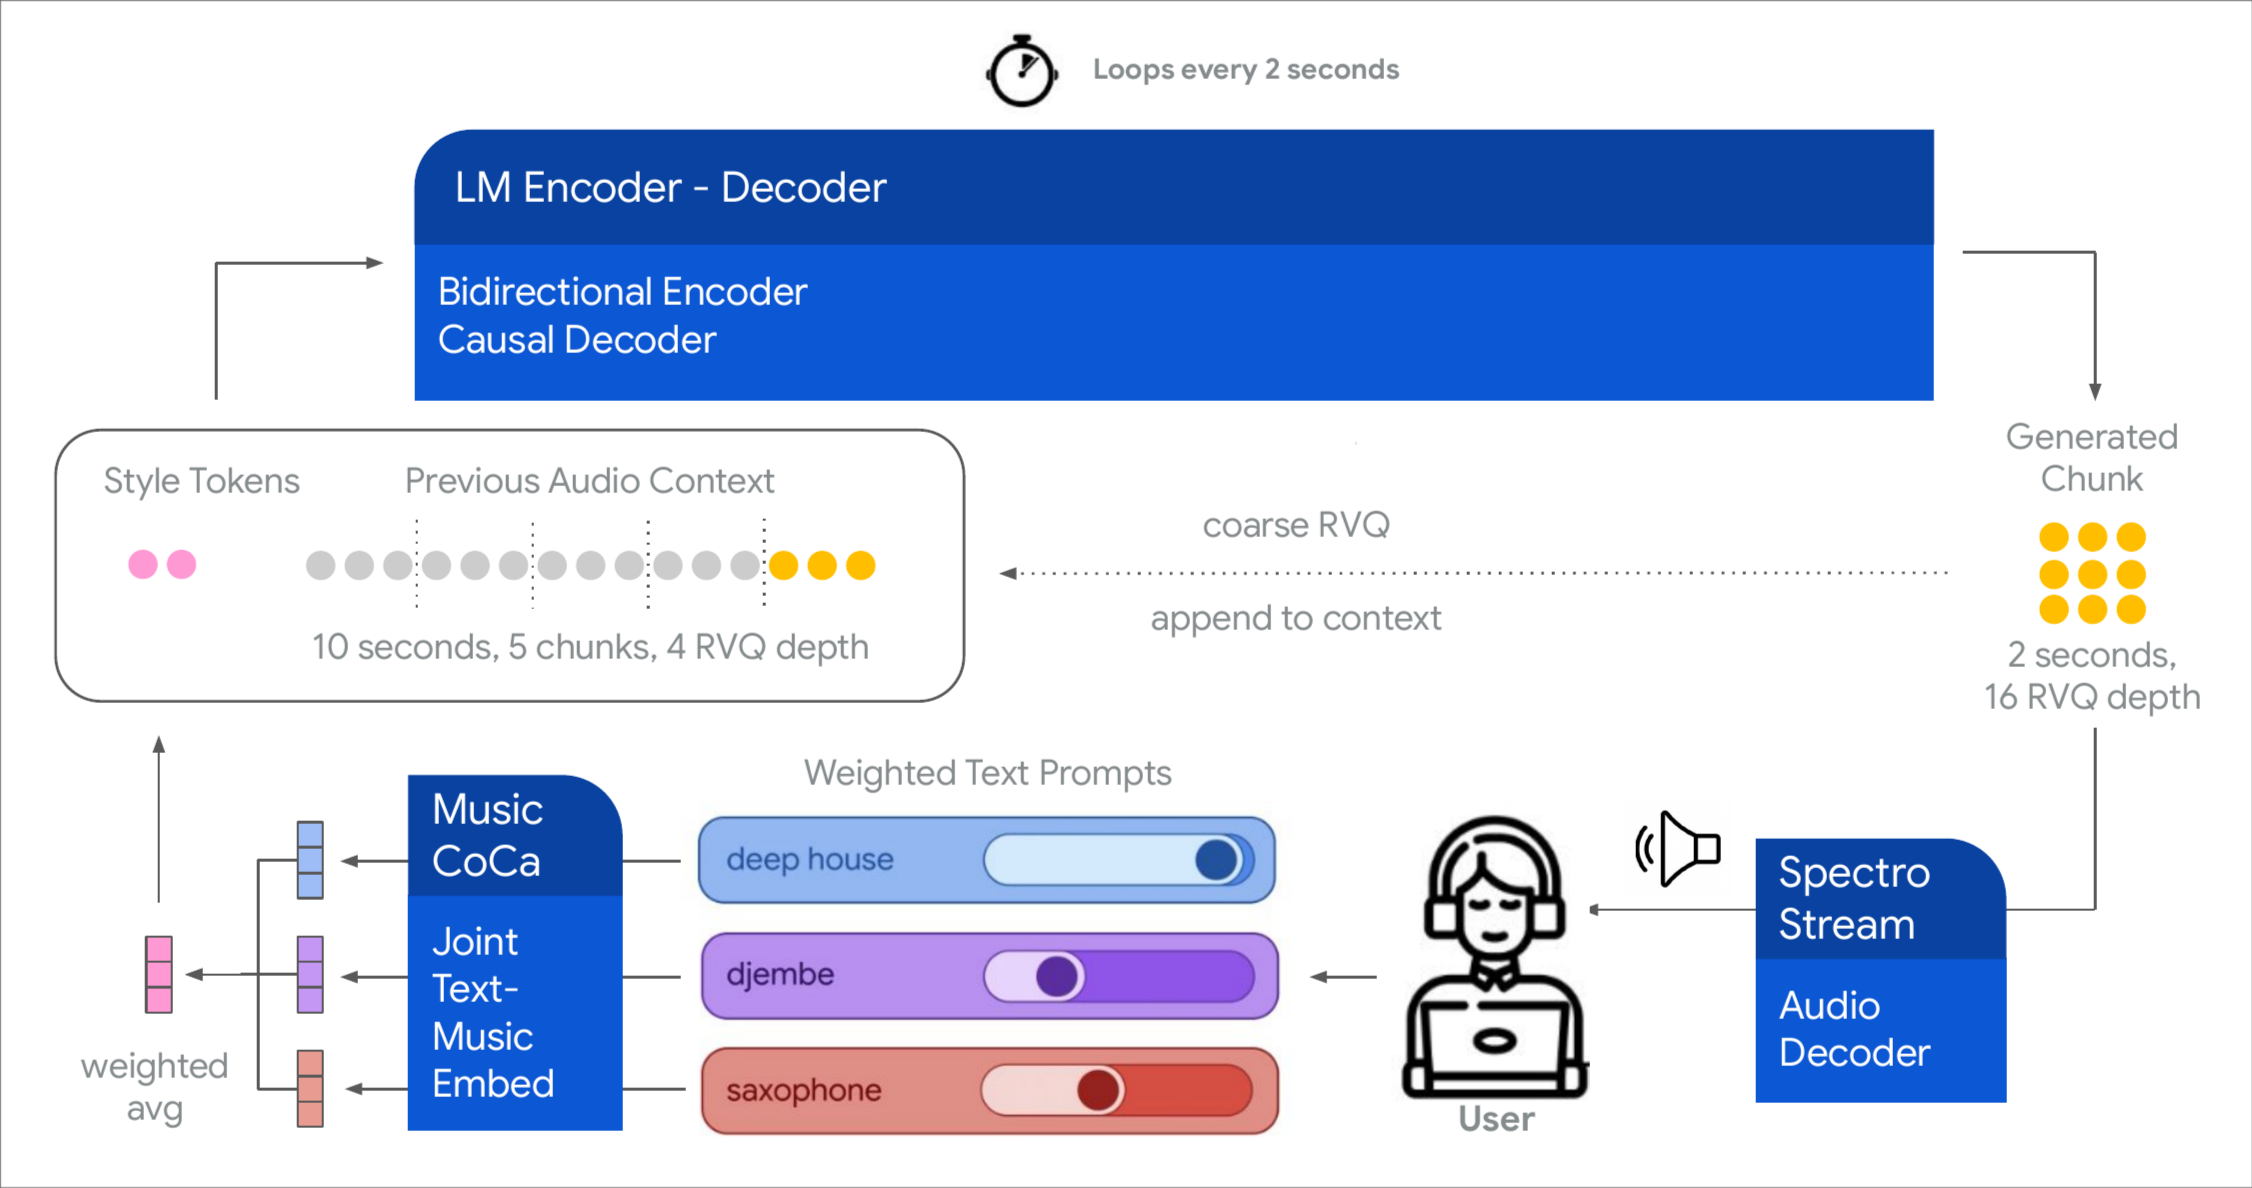 Loops every 2 seconds
LM Encoder - Decoder
Bidirectional Encoder
Causal Decoder
Style Tokens
Previous Audio Context
10 seconds, 5 chunks, 4 RVQ depth
coarse RVQ
append to context
Generated
Chunk
2 seconds,
16 RVQ depth
Weighted Text Prompts
Music
CoCa
Joint
Text-
Music
Embed
deep house
djembe
saxophone
weighted
avg
User
Spectro
Stream
Audio
Decoder